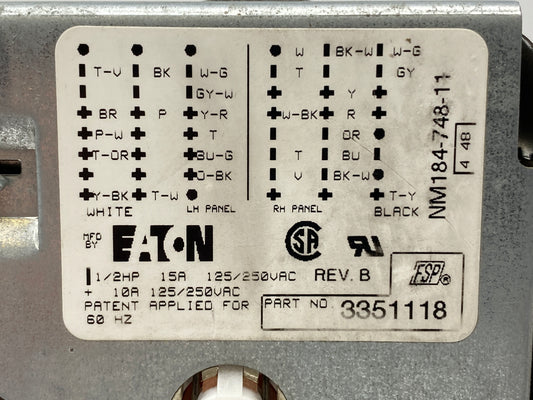 W BK-W W-G
T-V BK W-G T GY
GY-W Y
BR P Y-R W-BK R
P-W T OR
T-OR BU-G T BU
O-BK V BK-W
Y-BK T-W T-Y
WHITE LH PANEL RH PANEL BLACK
NM184-748-11
4 48
MFD BY EATON CSA UR
1/2HP 15A 125/250VAC REV. B ESP ®
+ 10A 125/250VAC
PATENT APPLIED FOR PART NO. 3351118
60 HZ